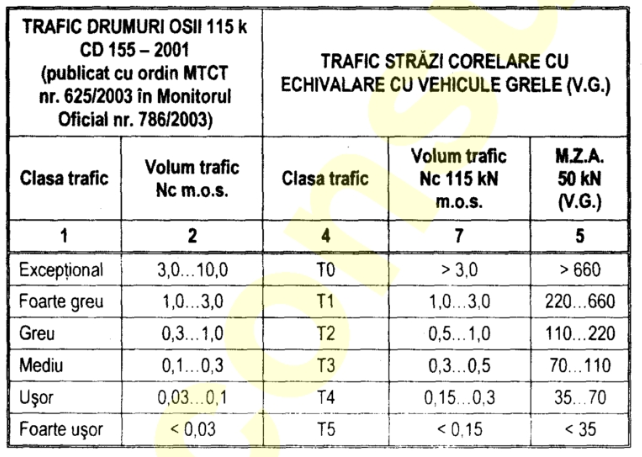 TRAFIC DRUMURI OSII 115 k
CD 155 – 2001
(publicat cu ordin MTCT
nr. 625/2003 în Monitorul
Oficial nr. 786/2003)
TRAFIC STRĂZI CORELARE CU
ECHIVALARE CU VEHICULE GRELE (V.G.)
Clasa trafic
Volum trafic
Nc m.o.s.
Clasa trafic
Volum trafic
Nc 115 kN
m.o.s.
M.Z.A.
50 kN
(V.G.)
1 2 4 7 5
Excepţional 3,0...10,0 T0 > 3,0 > 660
Foarte greu 1,0...3,0 T1 1,0...3,0 220...660
Greu 0,3...1,0 T2 0,5...1,0 110...220
Mediu 0,1...0,3 T3 0,3...0,5 70...110
Uşor 0,03...0,1 T4 0,15...0,3 35...70
Foarte uşor < 0,03 T5 < 0,15 < 35